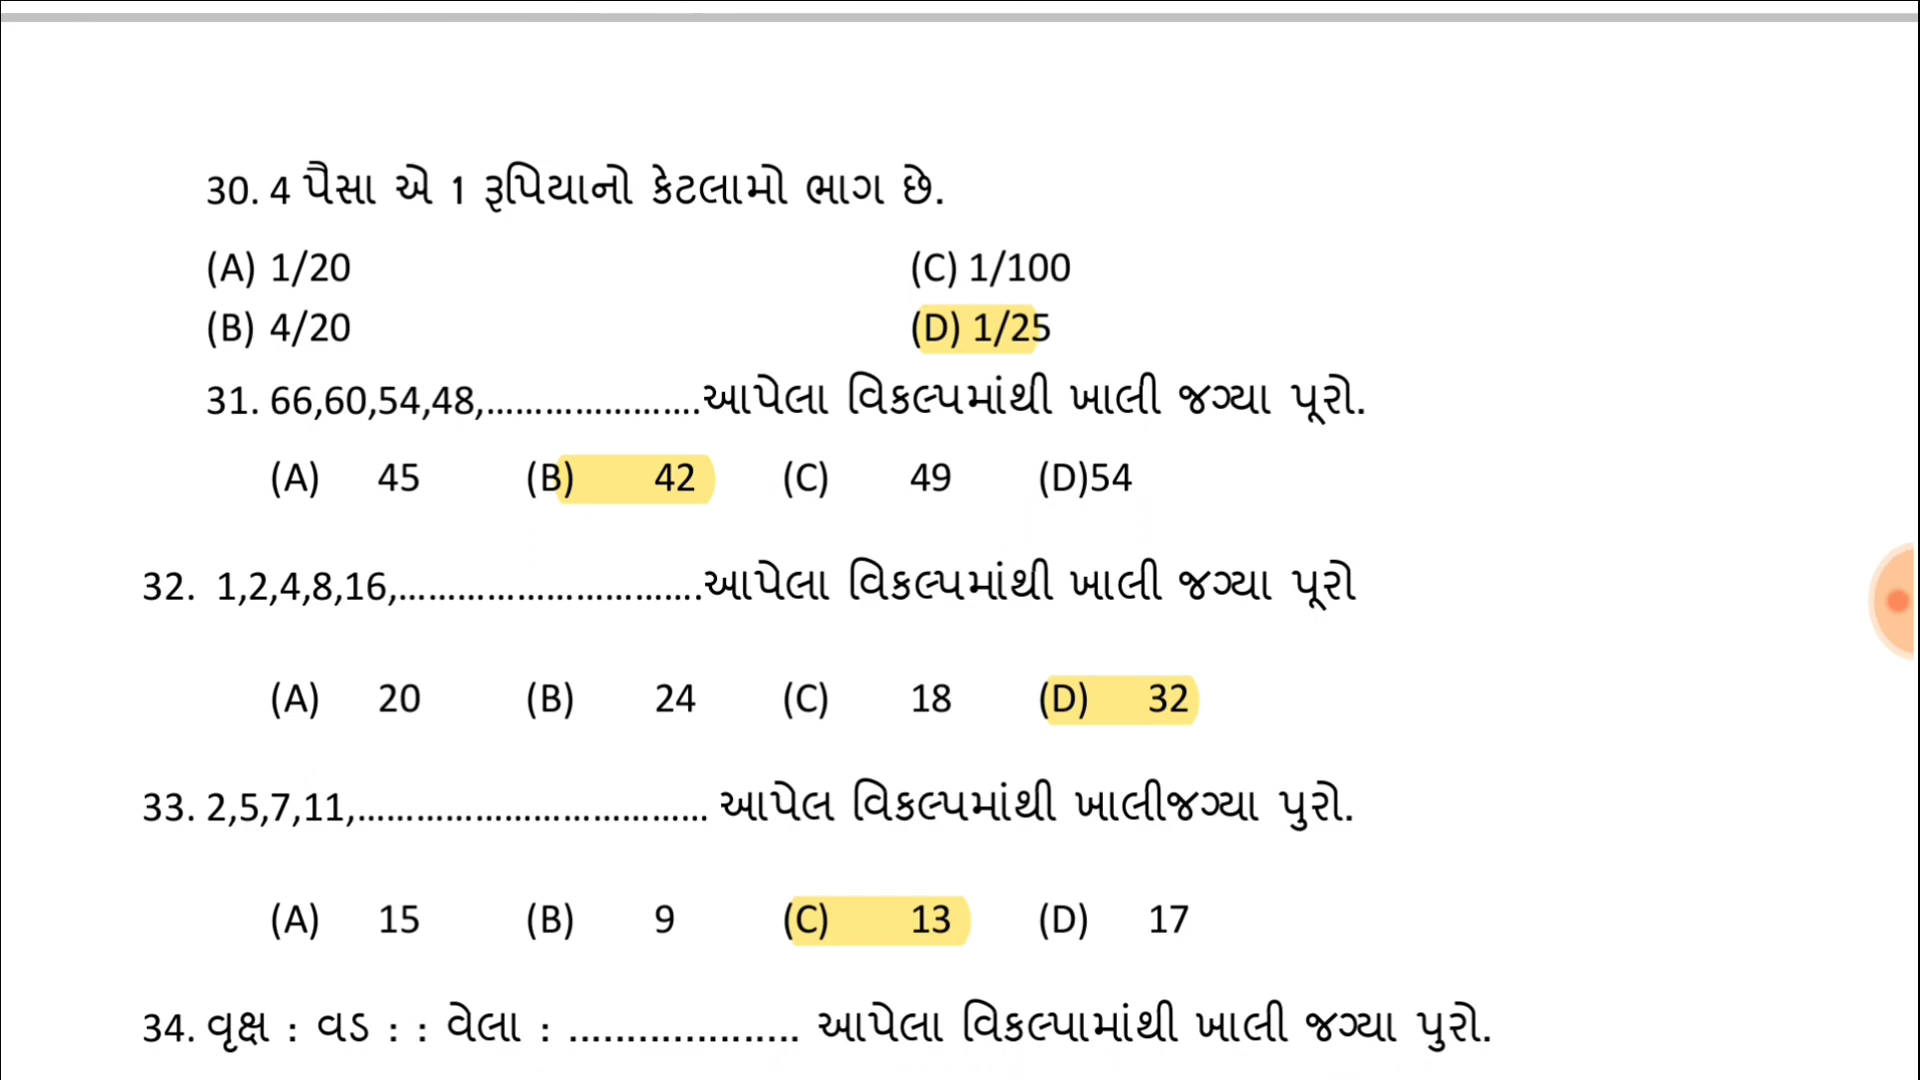 30. 4 પૈસા એ 1 રૂપિયાનો કેટલામો ભાગ છે.
(A) 1/20 (C) 1/100
(B) 4/20 (D) 1/25
31. 66,60,54,48,......................આપેલા વિકલ્પમાંથી ખાલી જગ્યા પૂરો.
(A) 45 (B) 42 (C) 49 (D)54
32. 1,2,4,8,16,...............................આપેલા વિકલ્પમાંથી ખાલી જગ્યા પૂરો
(A) 20 (B) 24 (C) 18 (D) 32
33. 2,5,7,11,.................................... આપેલ વિકલ્પમાંથી ખાલીજગ્યા પુરો.
(A) 15 (B) 9 (C) 13 (D) 17
34. વૃક્ષ : વડ : : વેલા : .................... આપેલા વિકલ્પામાંથી ખાલી જગ્યા પુરો.